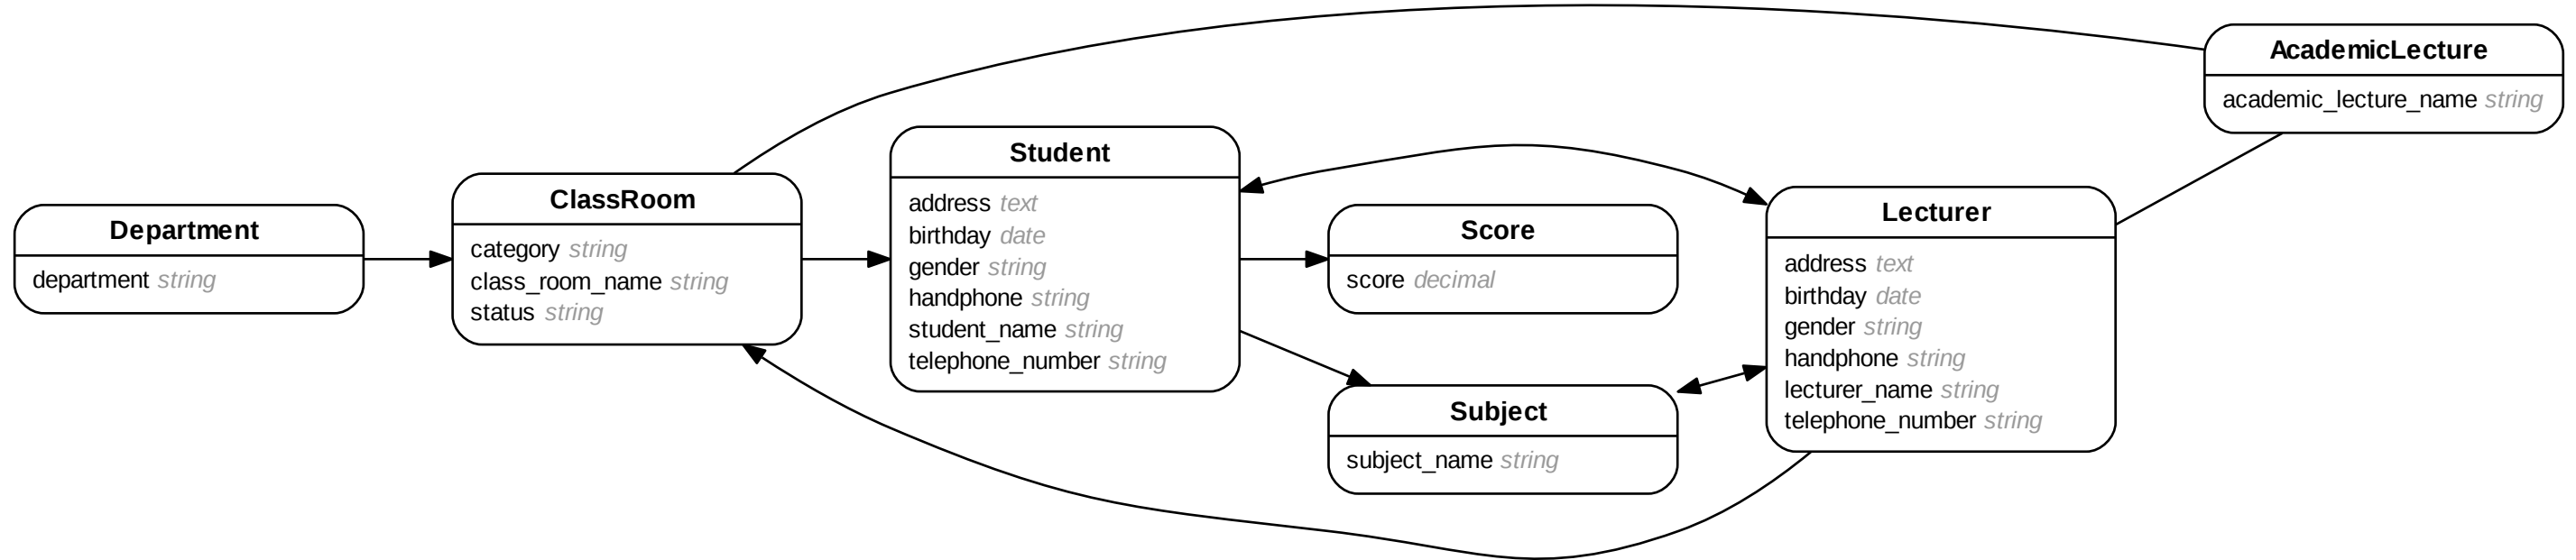 Department
department string
ClassRoom
category string
class_room_name string
status string
Student
address text
birthday date
gender string
handphone string
student_name string
telephone_number string
Score
score decimal
Subject
subject_name string
Lecturer
address text
birthday date
gender string
handphone string
lecturer_name string
telephone_number string
AcademicLecture
academic_lecture_name string